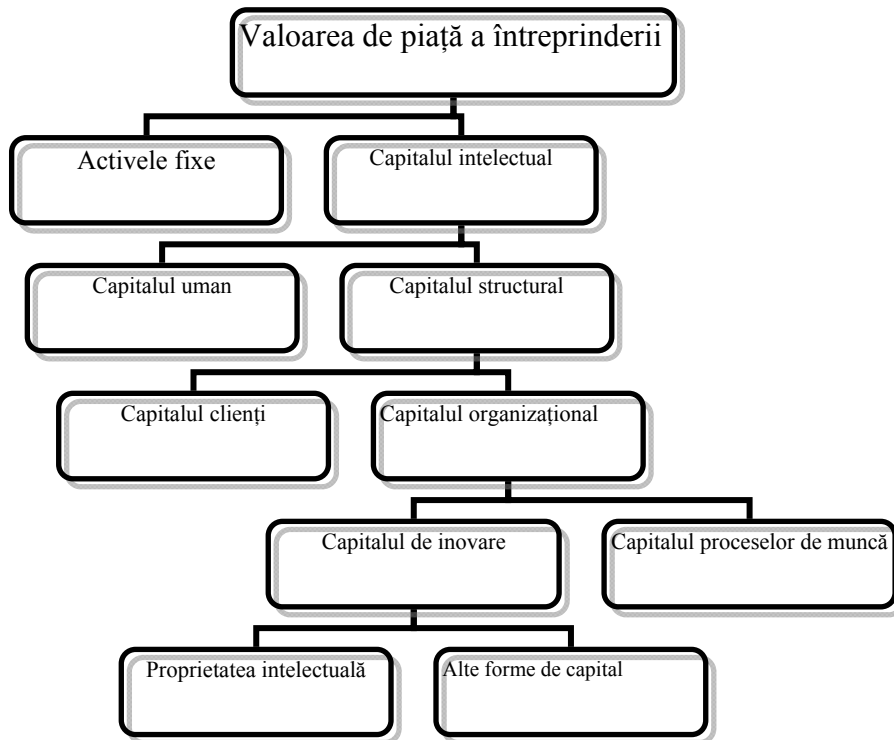 Valoarea de piață a întreprinderii
Activele fixe
Capitalul intelectual
Capitalul uman
Capitalul structural
Capitalul clienți
Capitalul organizațional
Capitalul de inovare
Capitalul proceselor de muncă
Proprietatea intelectuală
Alte forme de capital